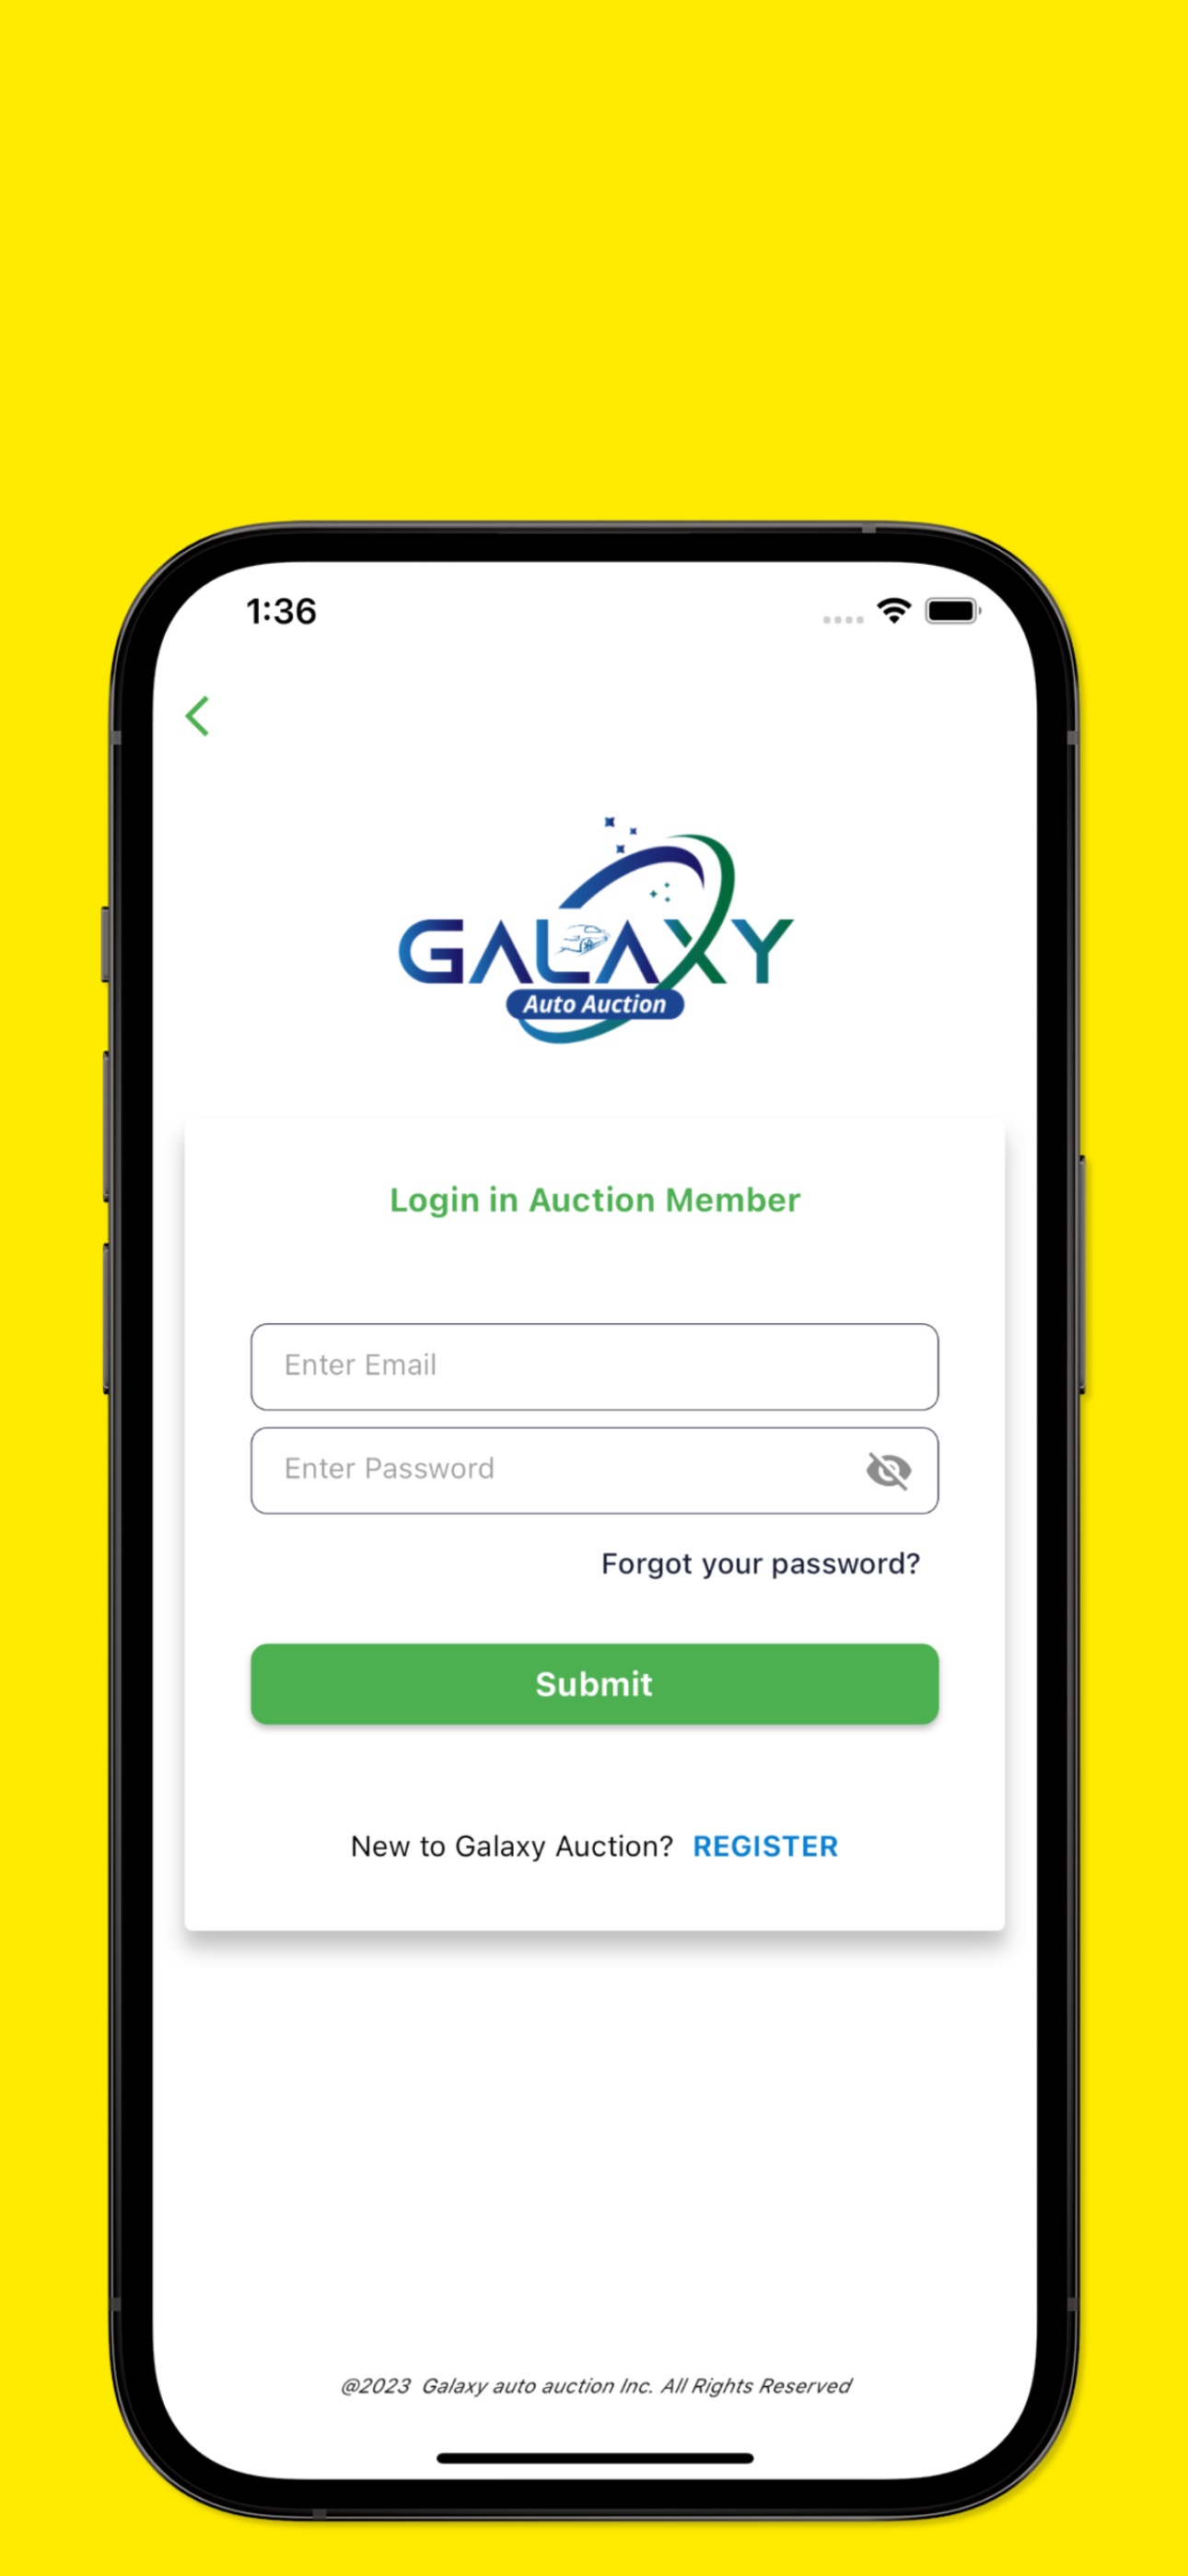 1:36
GALAXY
Auto Auction
Login in Auction Member
Enter Email
Enter Password
Forgot your password?
Submit
New to Galaxy Auction? REGISTER
@2023 Galaxy auto auction Inc. All Rights Reserved